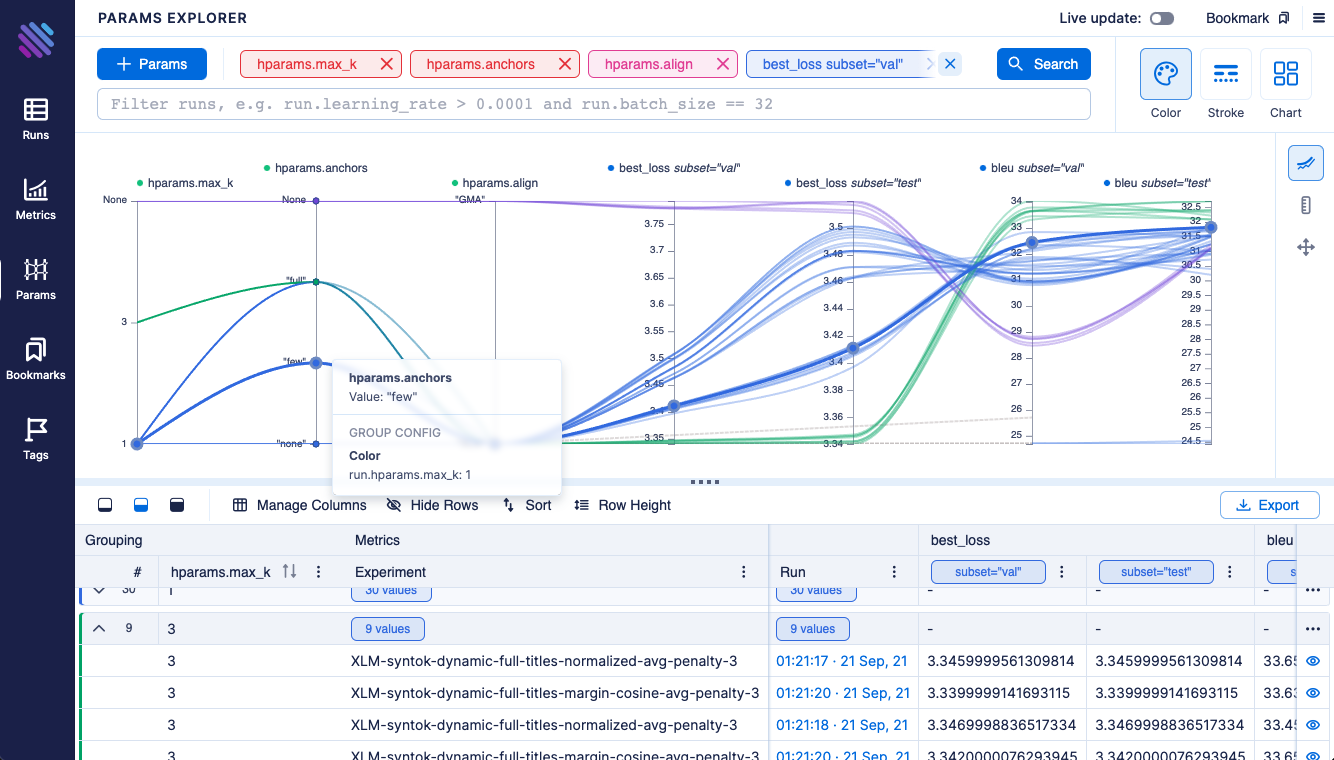 PARAMS EXPLORER
Live update:
Bookmark
Params
hparams.max_k
hparams.anchors
hparams.align
best_loss subset="val"
Search
Filter runs, e.g. run.learning_rate > 0.0001 and run.batch_size == 32
Color
Stroke
Chart
Runs
Metrics
Params
Bookmarks
Tags
hparams.anchors
best_loss subset="val"
bleu subset="val"
hparams.max_k
hparams.align
best_loss subset="test"
bleu subset="test"
None
3
1
None
"full"
"few"
"none"
"GMA"
3.75
3.7
3.65
3.6
3.55
3.5
3.45
3.4
3.35
3.5
3.48
3.46
3.44
3.42
3.4
3.38
3.36
3.34
34
33
32
31
30
29
28
27
26
25
32.5
32
31.5
31
30.5
30
29.5
29
28.5
28
27.5
27
26.5
26
25.5
25
24.5
hparams.anchors
Value: "few"
GROUP CONFIG
Color
run.hparams.max_k: 1
Manage Columns
Hide Rows
Sort
Row Height
Export
Grouping
Metrics
best_loss
bleu
#
hparams.max_k
Experiment
Run
subset="val"
subset="test"
s
30 1 30 values 30 values - - -
9 3 9 values 9 values - - -
3 XLM-syntok-dynamic-full-titles-normalized-avg-penalty-3 01:21:17 · 21 Sep, 21 3.3459999561309814 3.3459999561309814 33.65
3 XLM-syntok-dynamic-full-titles-margin-cosine-avg-penalty-3 01:21:20 · 21 Sep, 21 3.3399999141693115 3.3399999141693115 33.63
3 XLM-syntok-dynamic-full-titles-normalized-avg-penalty-3 01:21:18 · 21 Sep, 21 3.3469998836517334 3.3469998836517334 33.45
3 XLM-syntok-dynamic-full-titles-margin-cosine-avg-penalty-3 01:21:20 · 21 Sep, 21 3.3420000076293945 3.3420000076293945 33.65